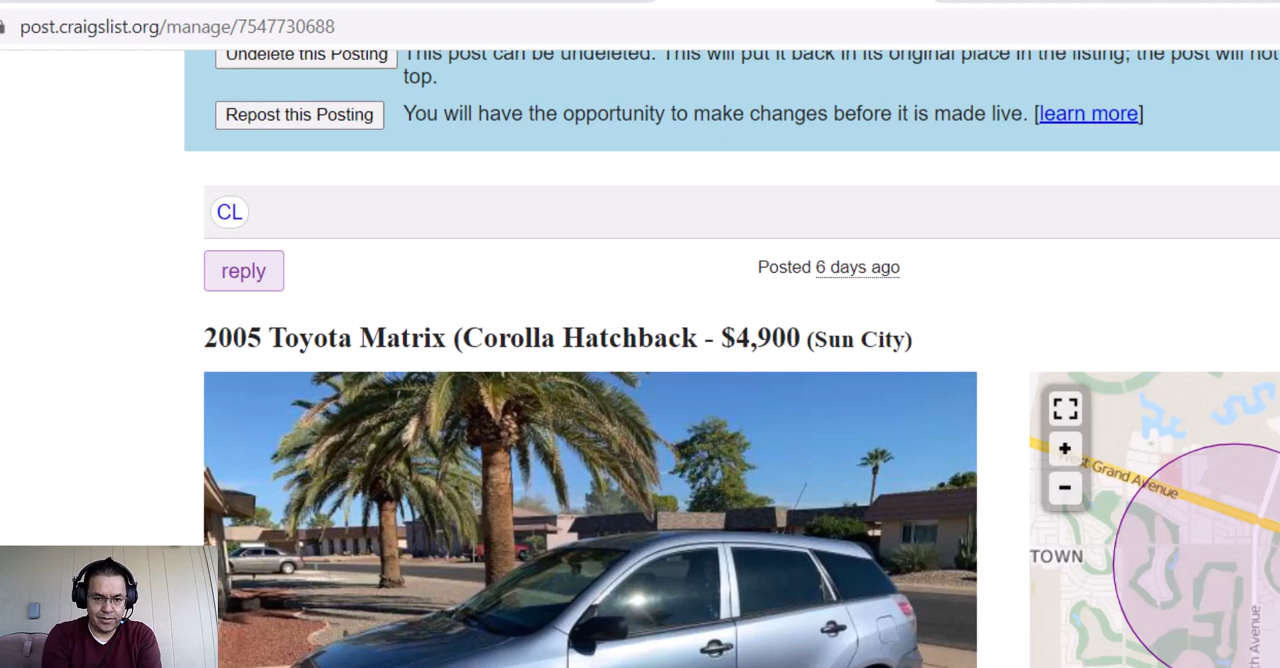 post.craigslist.org/manage/7547730688
Undelete this Posting This post can be undeleted. This will put it back in its original place in the listing; the post will not
top.
Repost this Posting You will have the opportunity to make changes before it is made live. [learn more]
CL
reply
Posted 6 days ago
2005 Toyota Matrix (Corolla Hatchback - $4,900 (Sun City)
+
West Grand Avenue
-
TOWN
th Avenue